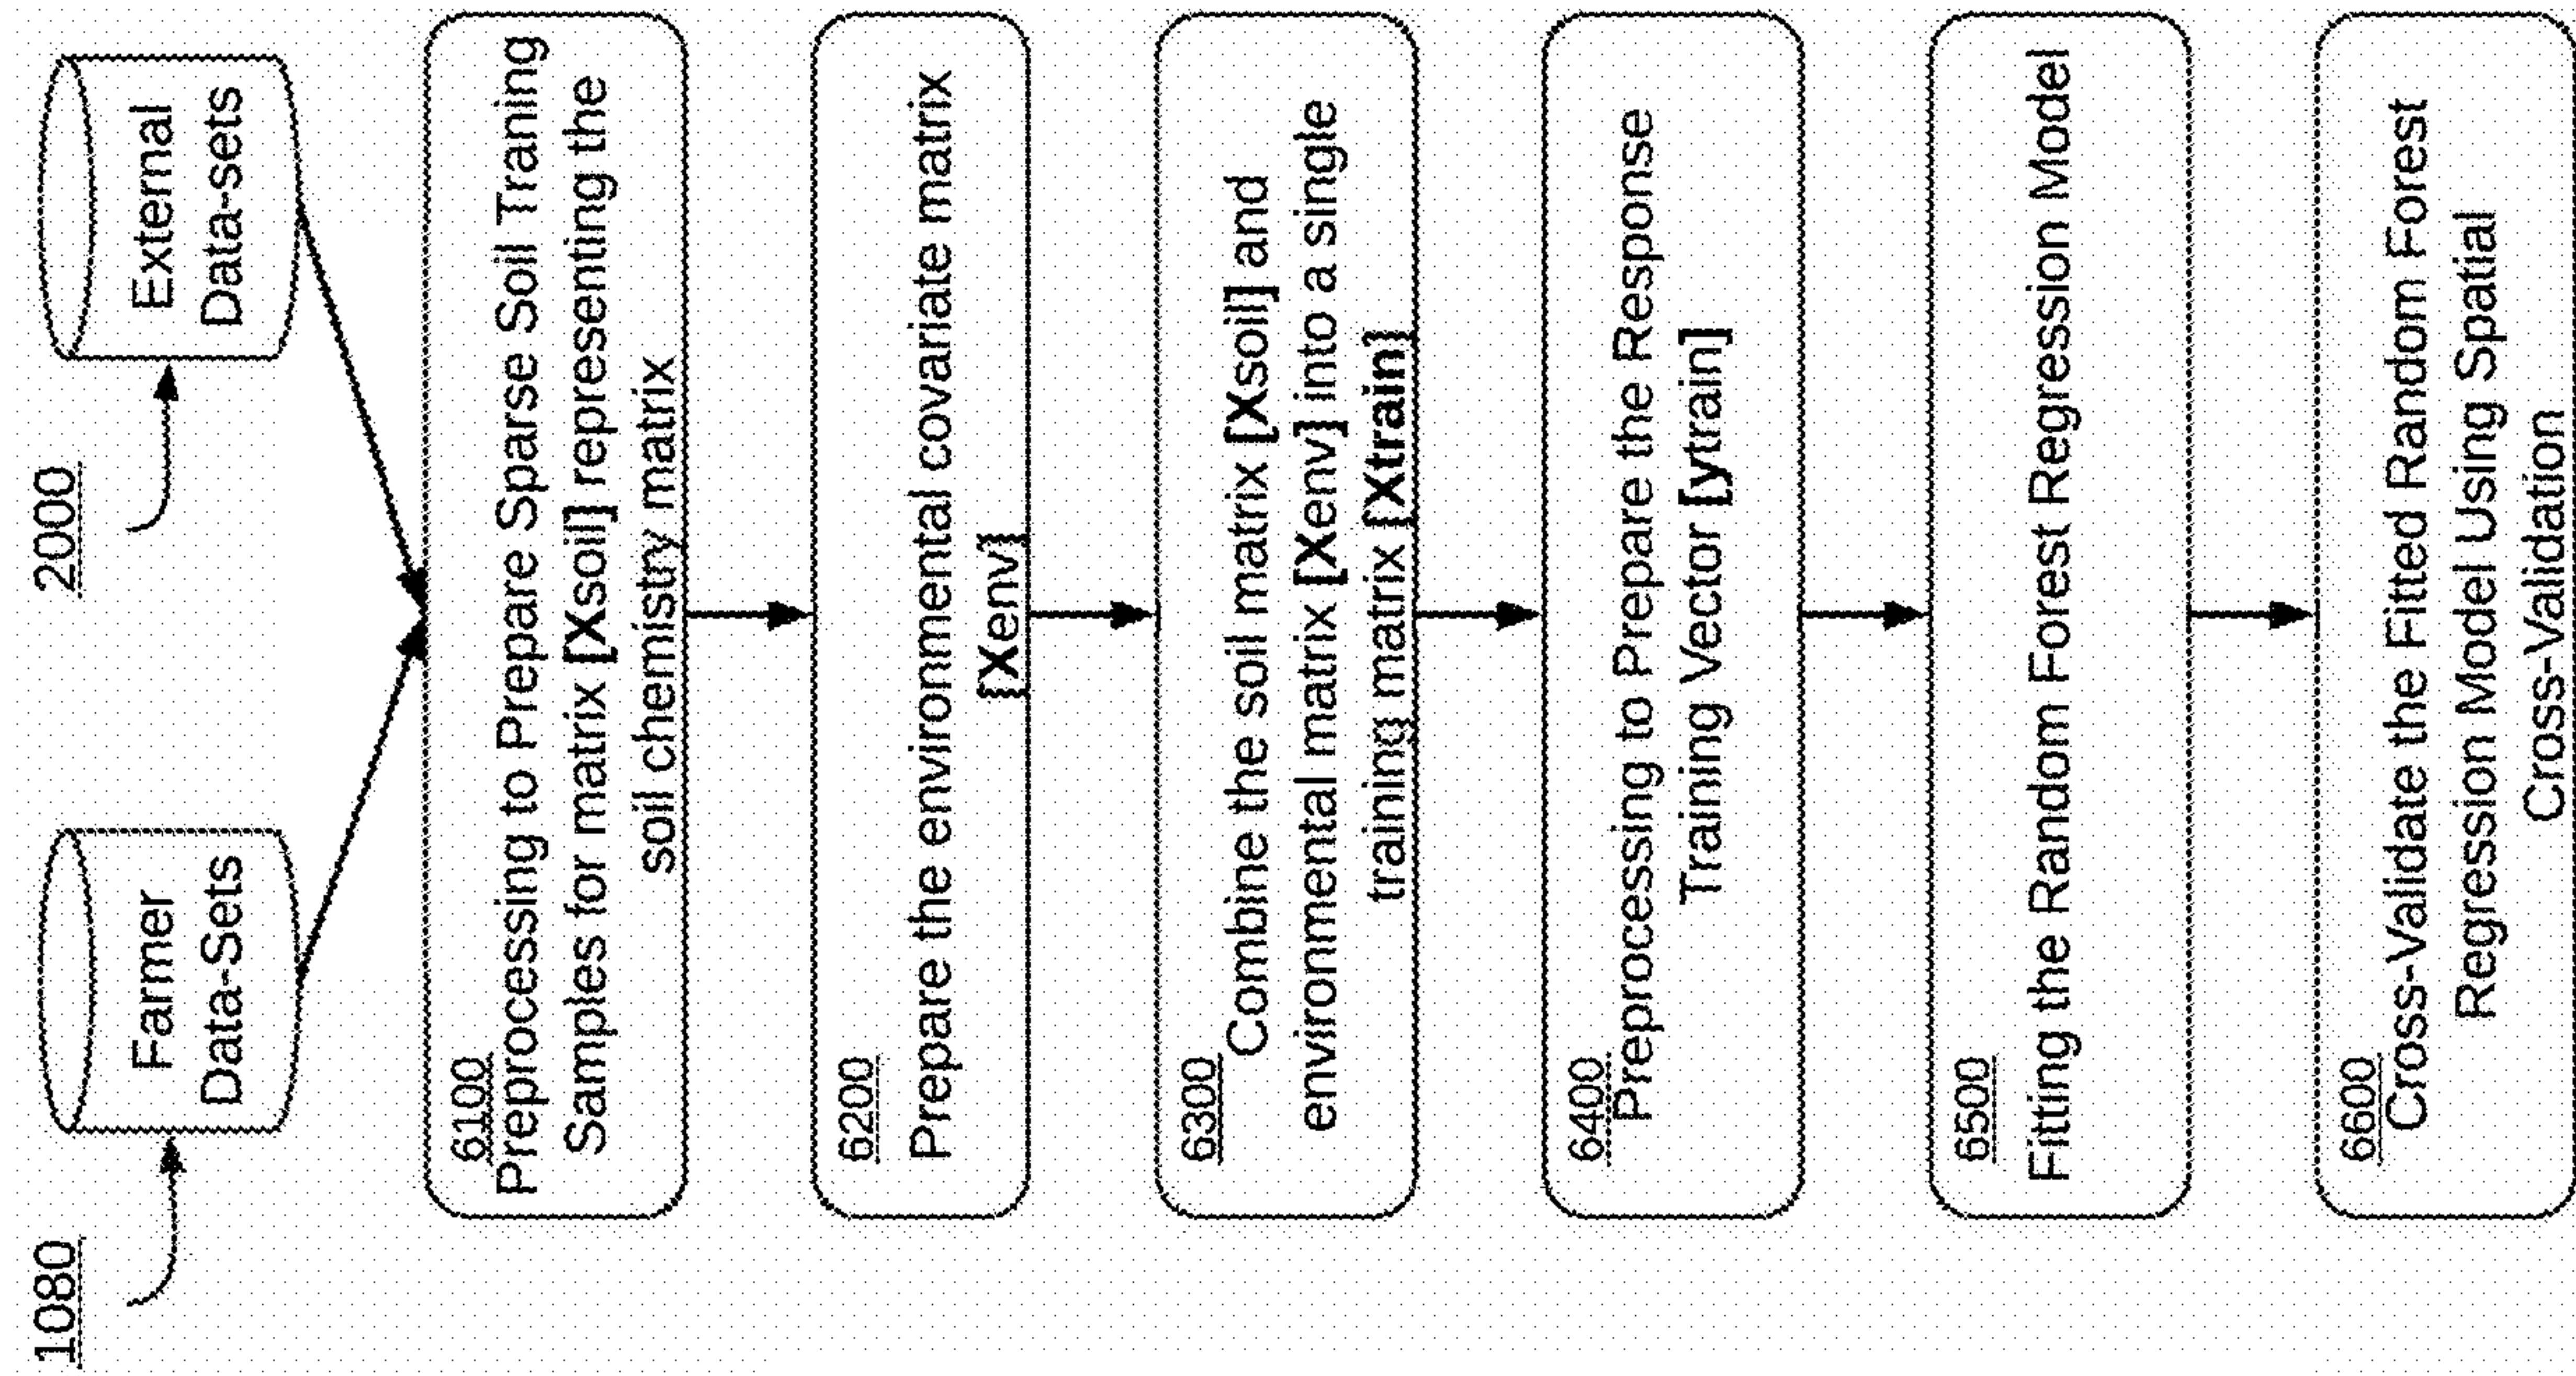 1080
Farmer
Data-Sets
2000
External
Data-sets
6100
Preprocessing to Prepare Sparse Soil Training
Samples for matrix [Xsoil] representing the
soil chemistry matrix
6200
Prepare the environmental covariate matrix
[Xenv]
6300
Combine the soil matrix [Xsoil] and
environmental matrix [Xenv] into a single
training matrix [Xtrain]
6400
Preprocessing to Prepare the Response
Training Vector [ytrain]
6500
Fitting the Random Forest Regression Model
6600
Cross-Validate the Fitted Random Forest
Regression Model Using Spatial
Cross-Validation